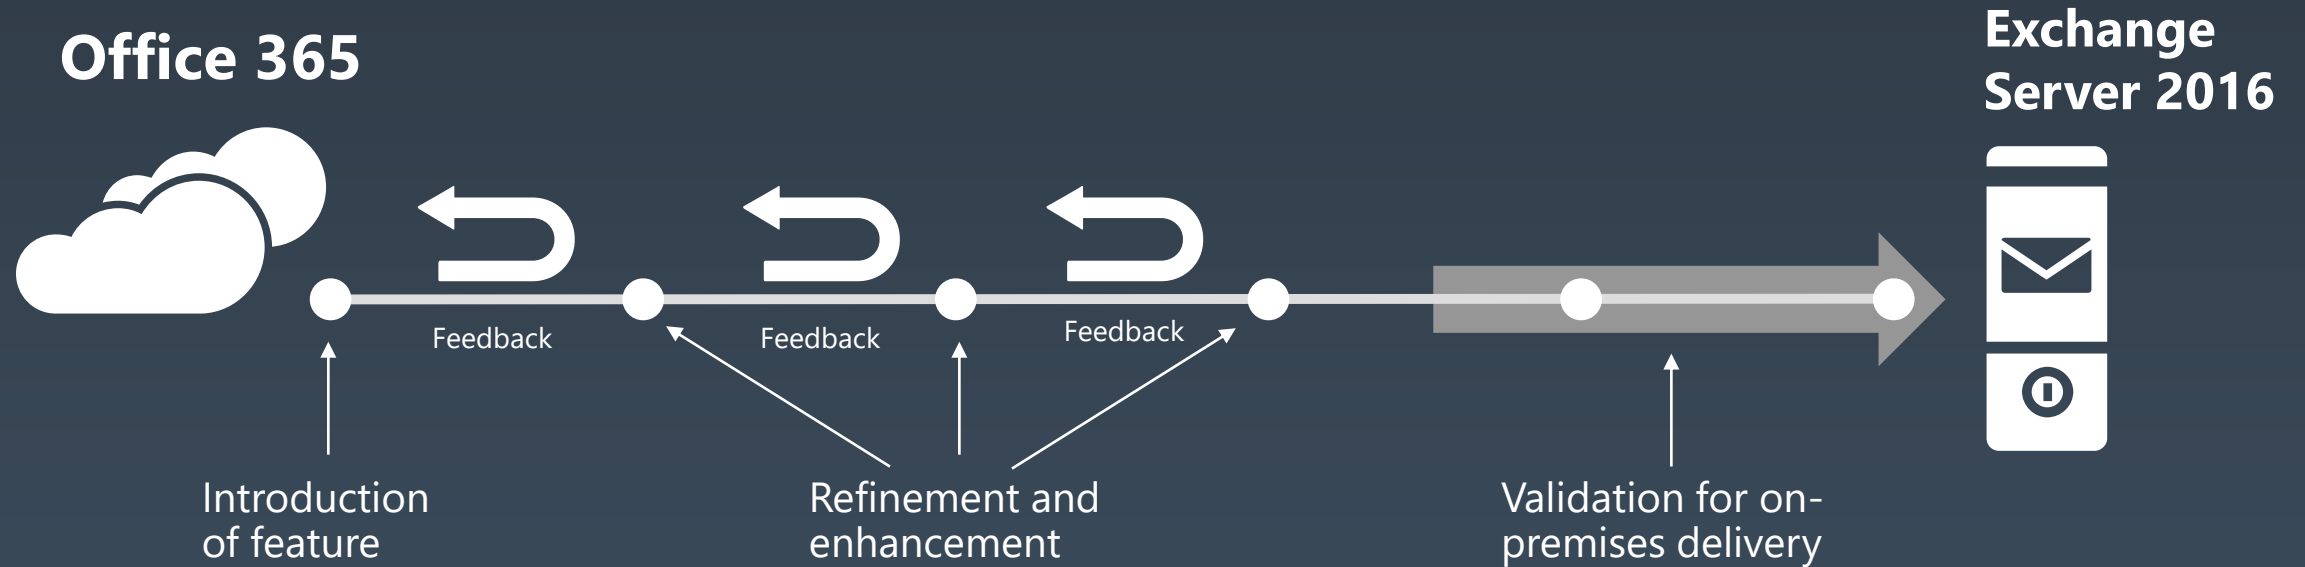 Office 365
Exchange
Server 2016
Feedback
Feedback
Feedback
Introduction
of feature
Refinement and
enhancement
Validation for on-
premises delivery